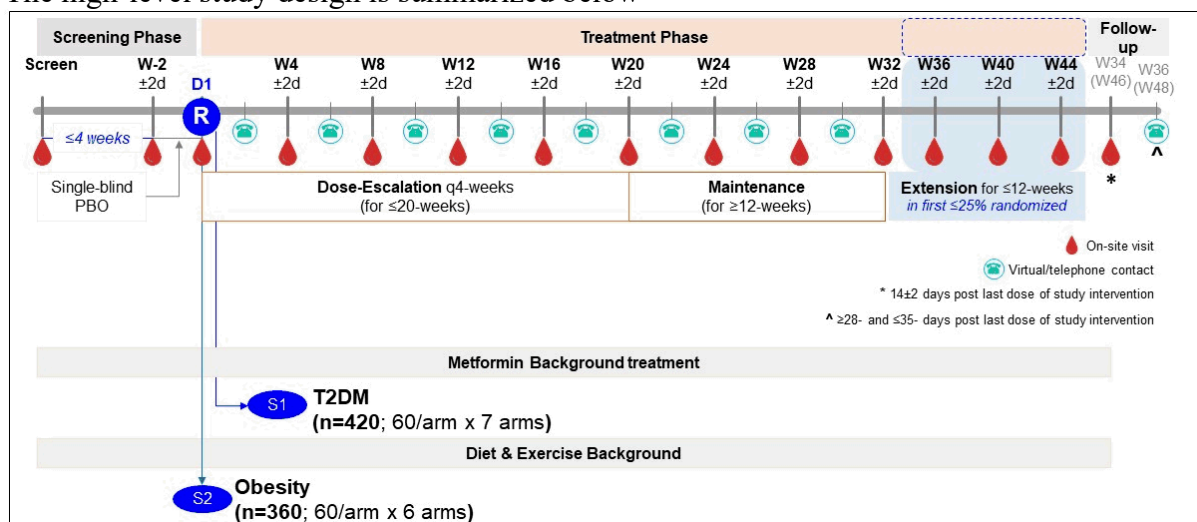 The high-level study design is summarized below
Screening Phase
Treatment Phase
Follow-
up
Screen
W-2
±2d
D1
W4
±2d
W8
±2d
W12
±2d
W16
±2d
W20
±2d
W24
±2d
W28
±2d
W32
±2d
W36
±2d
W40
±2d
W44
±2d
W34
(W46)
W36
(W48)
R
≤4 weeks
^
Single-blind
PBO
Dose-Escalation q4-weeks
(for ≤20-weeks)
Maintenance
(for ≥12-weeks)
Extension for ≤12-weeks
in first ≤25% randomized
*
On-site visit
Virtual/telephone contact
* 14±2 days post last dose of study intervention
^ ≥28- and ≤35- days post last dose of study intervention
Metformin Background treatment
S1
T2DM
(n=420; 60/arm x 7 arms)
Diet & Exercise Background
S2
Obesity
(n=360; 60/arm x 6 arms)